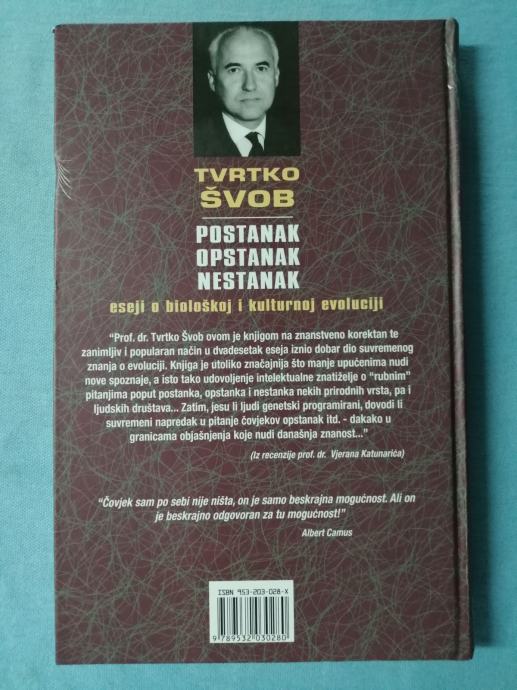 TVRTKO
ŠVOB
POSTANAK
OPSTANAK
NESTANAK
eseji o biološkoj i kulturnoj evoluciji
“Prof. dr. Tvrtko Švob ovom je knjigom na znanstveno korektan te
zanimljiv i popularan način u dvadesetak eseja iznio dobar dio suvremenog
znanja o evoluciji. Knjiga je utoliko značajnija što manje upućenima nudi
nove spoznaje, a isto tako udovoljenje intelektualne znatiželje o “rubnim”
pitanjima poput postanka, opstanka i nestanka nekih prirodnih vrsta, pa i
ljudskih društava... Zatim, jesu li ljudi genetski programirani, dovodi li
suvremeni napredak u pitanje čovjekov opstanak itd. - dakako u
granicama objašnjenja koje nudi današnja znanost...”
(Iz recenzije prof. dr. Vjerana Katunarića)
“Čovjek sam po sebi nije ništa, on je samo beskrajna mogućnost. Ali on
je beskrajno odgovoran za tu mogućnost!”
Albert Camus
ISBN 953-203-028-X
9 789532 030280